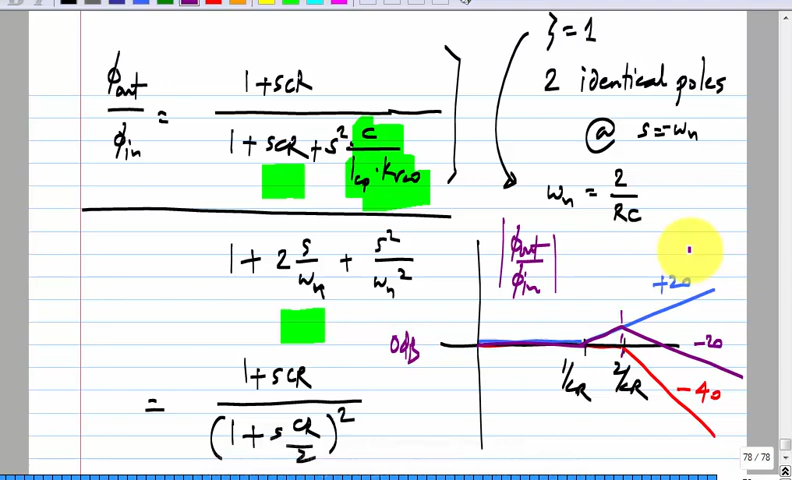 ϕout/ϕin = (1+sCR)/(1+sCR+s² · C/(Icp·Kvco))
1 + 2 s/ωn + s²/ωn²
= (1+sCR)/(1+s CR/2)²
ξ = 1
2 identical poles
@ s=-ωn
ωn = 2/RC
|ϕout/ϕin|
+20
0dB
-20
1/CR 2/CR
-40
78 / 78